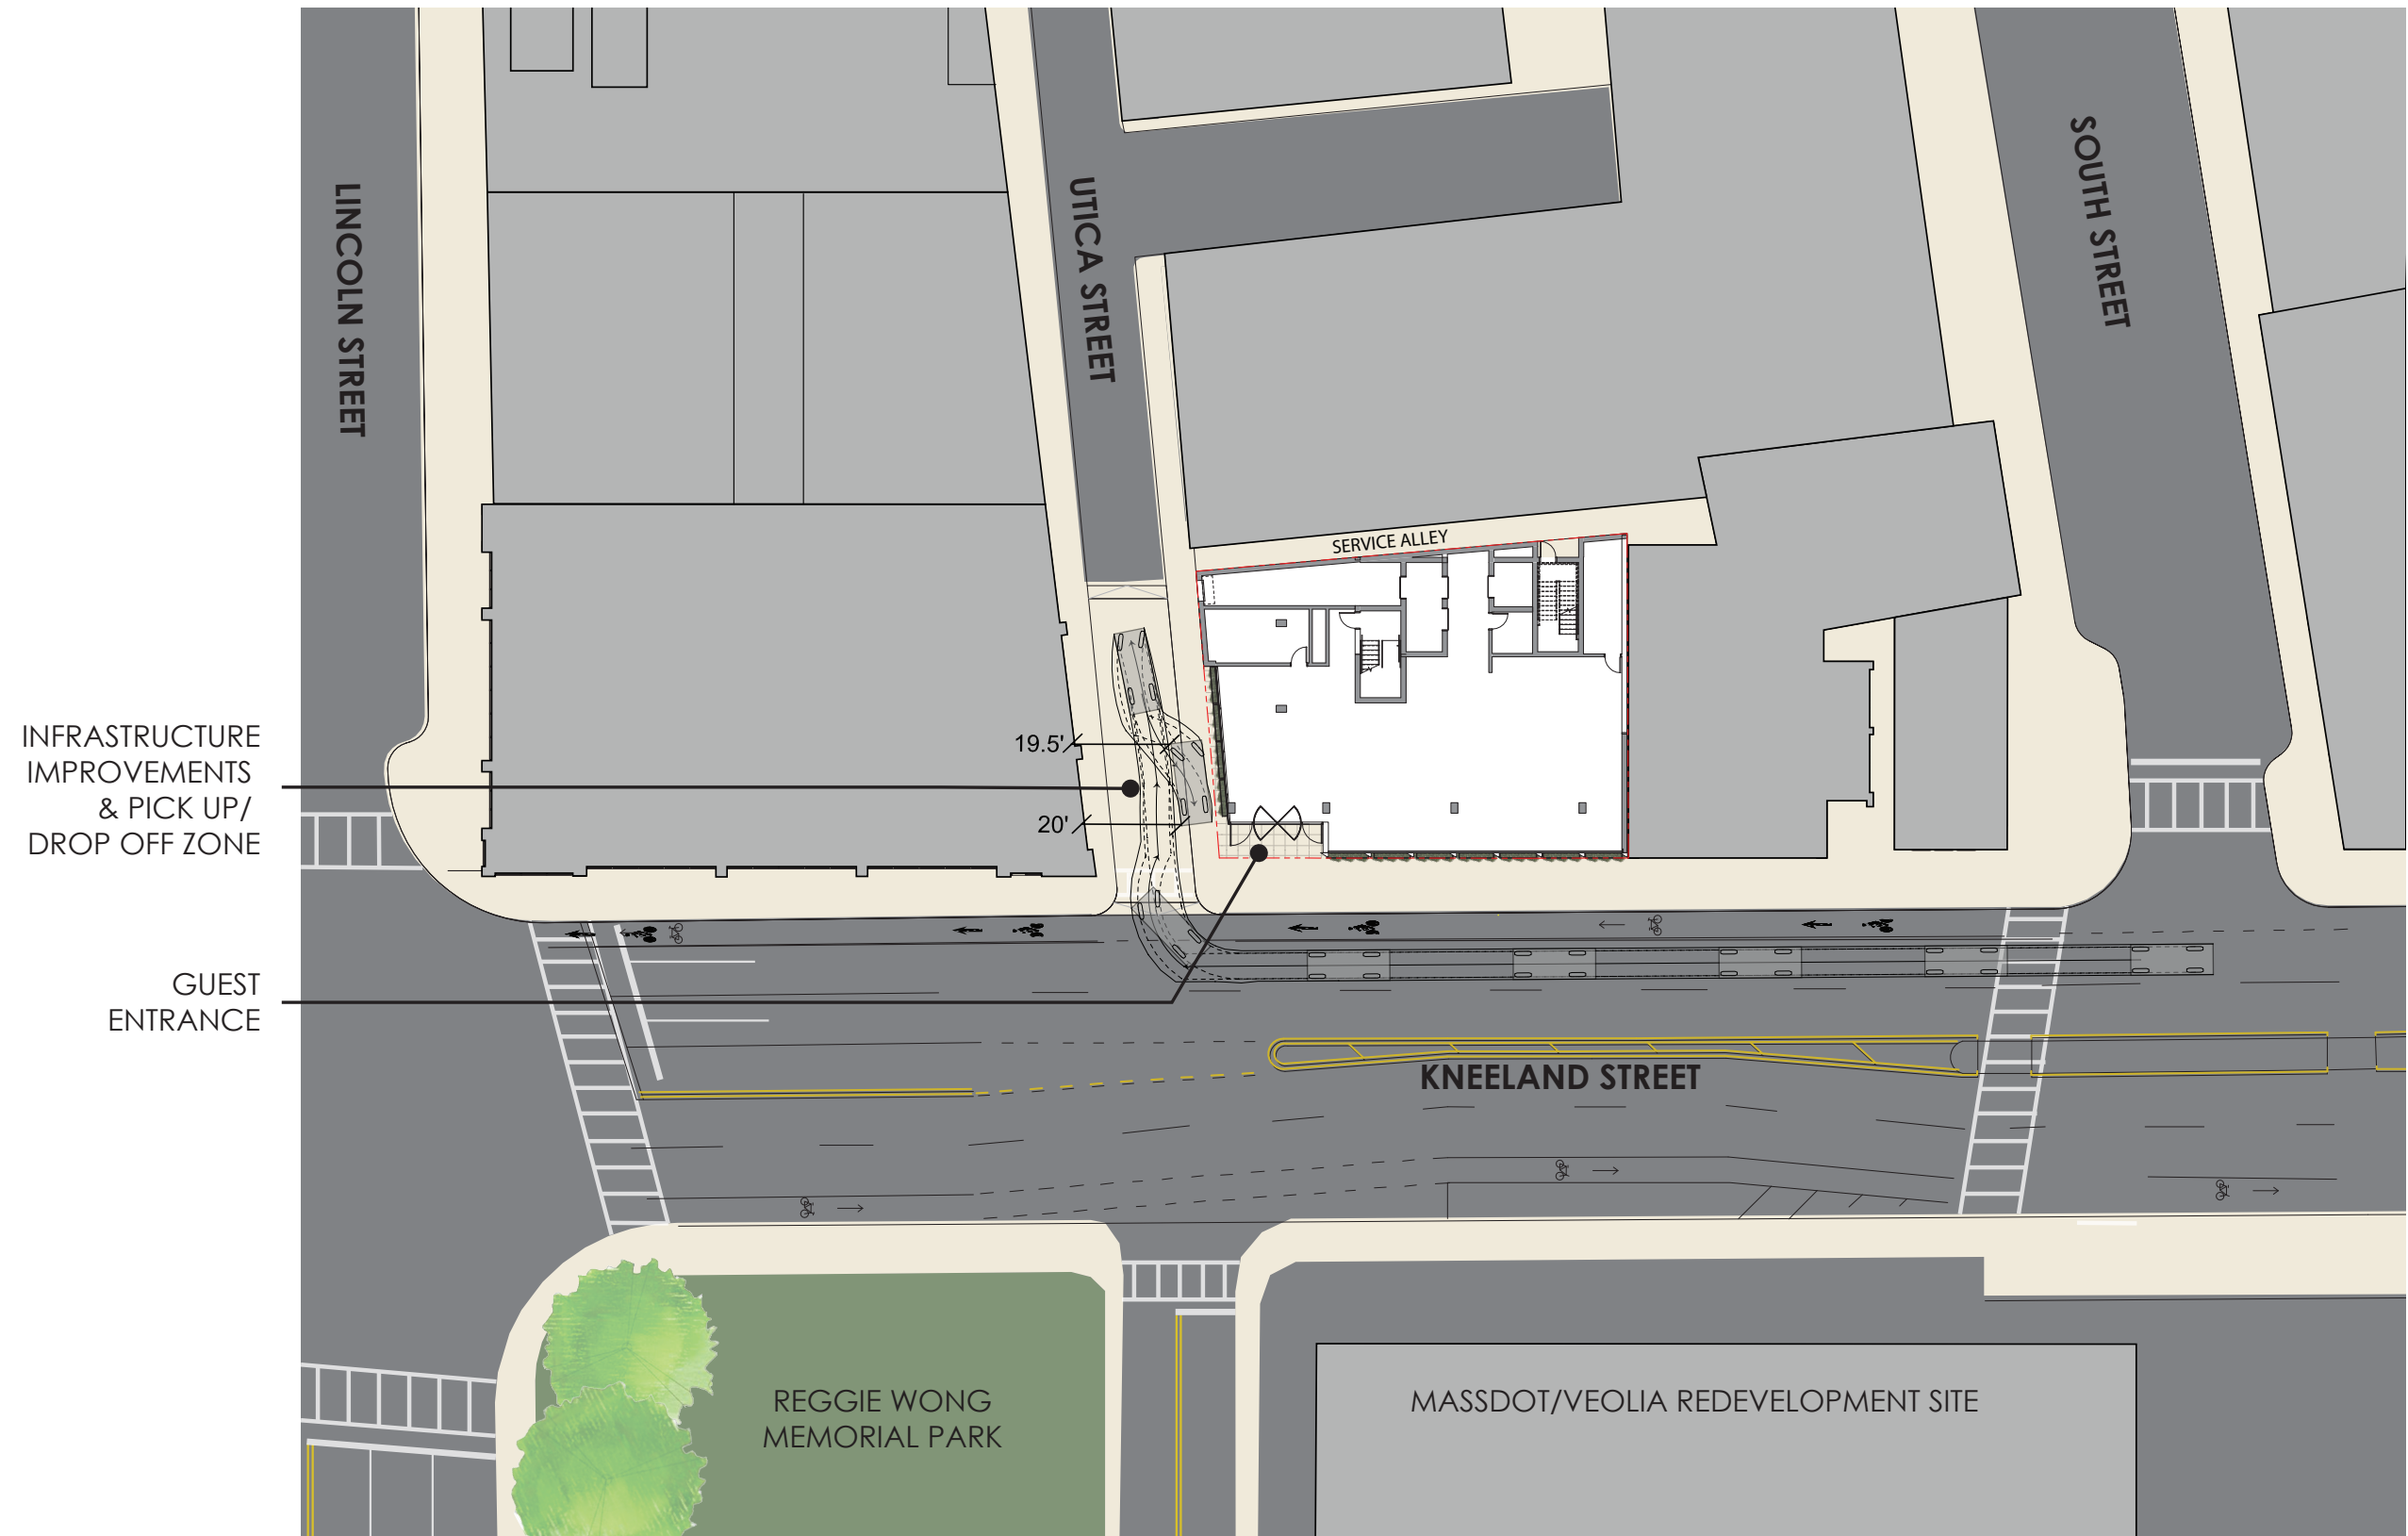 LINCOLN STREET
UTICA STREET
SOUTH STREET
SERVICE ALLEY
INFRASTRUCTURE
IMPROVEMENTS
& PICK UP/
DROP OFF ZONE
19.5'
20'
GUEST
ENTRANCE
KNEELAND STREET
REGGIE WONG
MEMORIAL PARK
MASSDOT/VEOLIA REDEVELOPMENT SITE